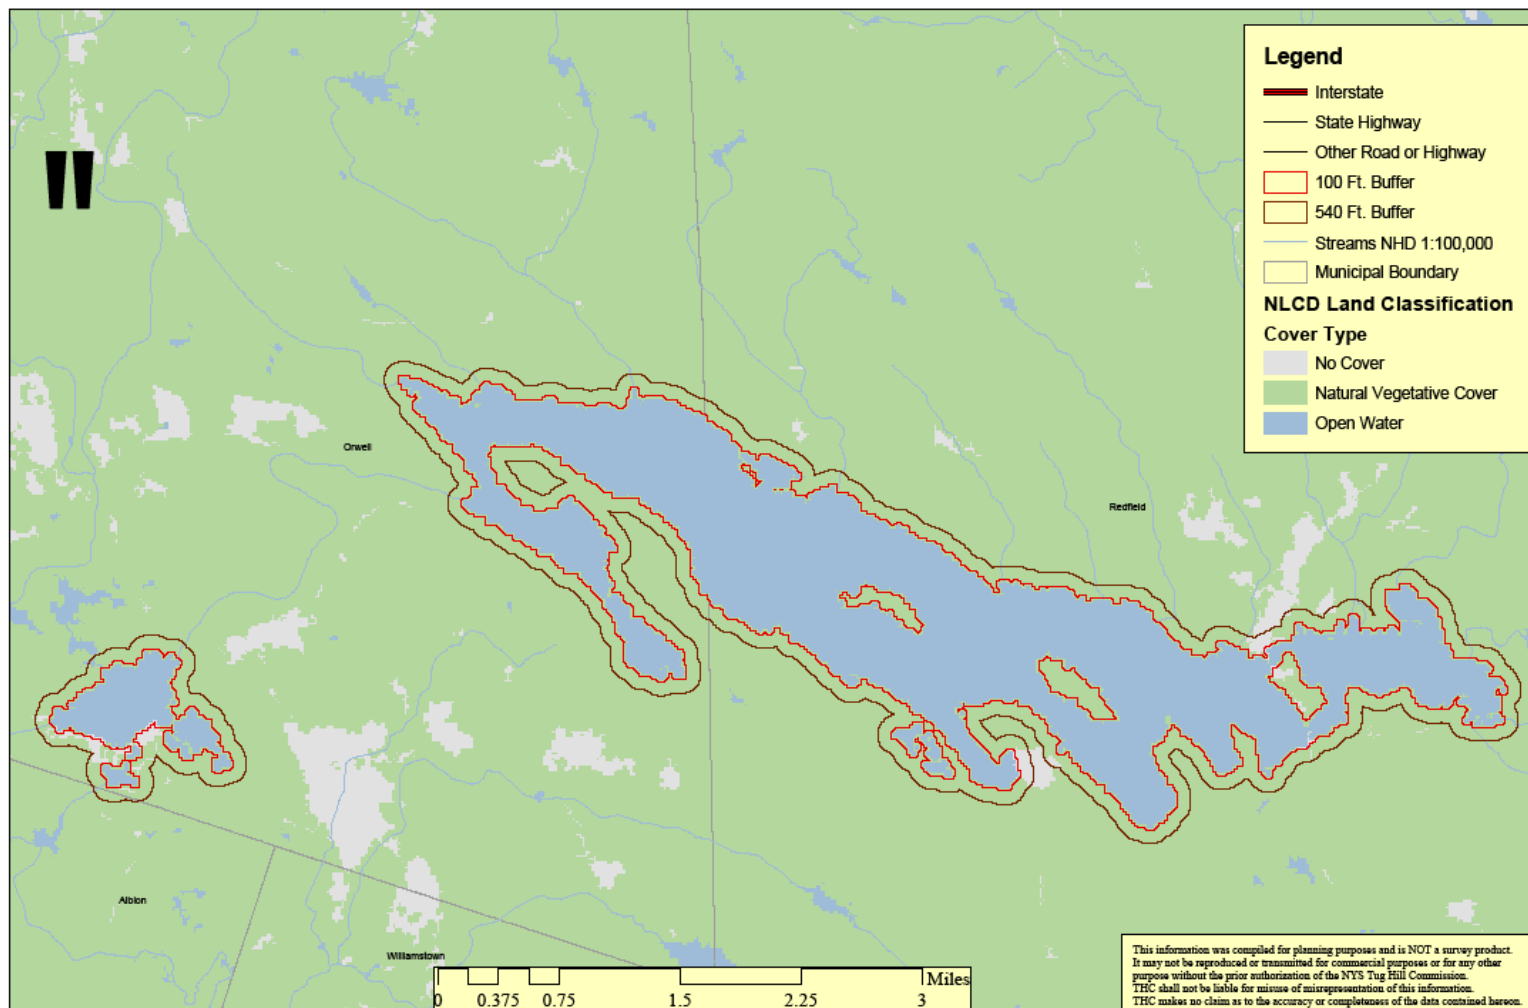 Legend
Interstate
State Highway
Other Road or Highway
100 Ft. Buffer
540 Ft. Buffer
Streams NHD 1:100,000
Municipal Boundary
NLCD Land Classification
Cover Type
No Cover
Natural Vegetative Cover
Open Water
"
Orwell
Redfield
Albion
Williamstown
Miles
0 0.375 0.75 1.5 2.25 3
This information was compiled for planning purposes and is NOT a survey product.
It may not be reproduced or transmitted for commercial purposes or for any other
purpose without the prior authorization of the NYS Tug Hill Commission.
THC shall not be liable for misuse of misrepresentation of this information.
THC makes no claim as to the accuracy or completeness of the data contained hereon.